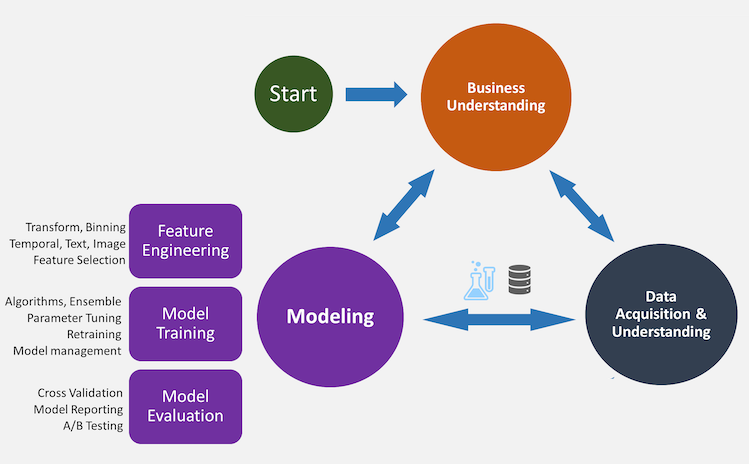 Start
Business
Understanding
Transform, Binning
Temporal, Text, Image
Feature Selection
Feature
Engineering
Algorithms, Ensemble
Parameter Tuning
Retraining
Model management
Model
Training
Cross Validation
Model Reporting
A/B Testing
Model
Evaluation
Modeling
Data
Acquisition &
Understanding